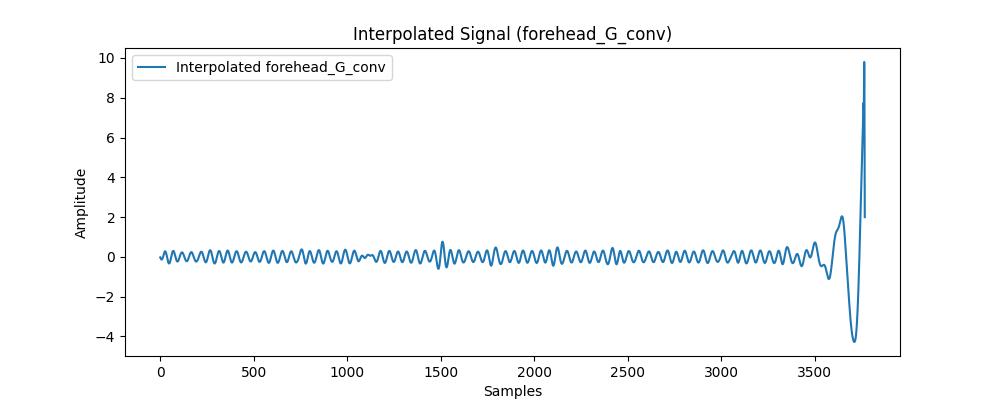 Interpolated Signal (forehead_G_conv)
Interpolated forehead_G_conv
Amplitude
10
8
6
4
2
0
−2
−4
0 500 1000 1500 2000 2500 3000 3500
Samples